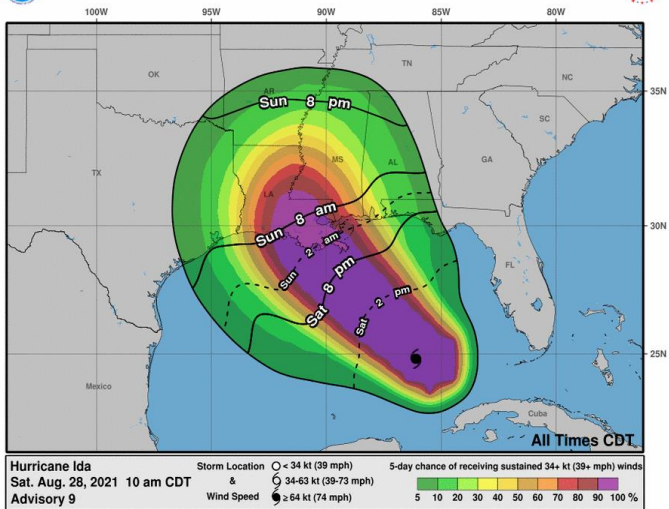 100W 95W 90W 85W 80W
OK
TN
NC
AR
35N
Sun 8 pm
SC
MS
AL
GA
TX
LA
Sun 8 am
30N
Sun 2 am
FL
Sat 8 pm
Sat 2 pm
25N
Mexico
Cuba
All Times CDT
Hurricane Ida
Sat. Aug. 28, 2021 10 am CDT
Advisory 9
Storm Location
&
Wind Speed
< 34 kt (39 mph)
34-63 kt (39-73 mph)
≥ 64 kt (74 mph)
5-day chance of receiving sustained 34+ kt (39+ mph) winds
5 10 20 30 40 50 60 70 80 90 100 %